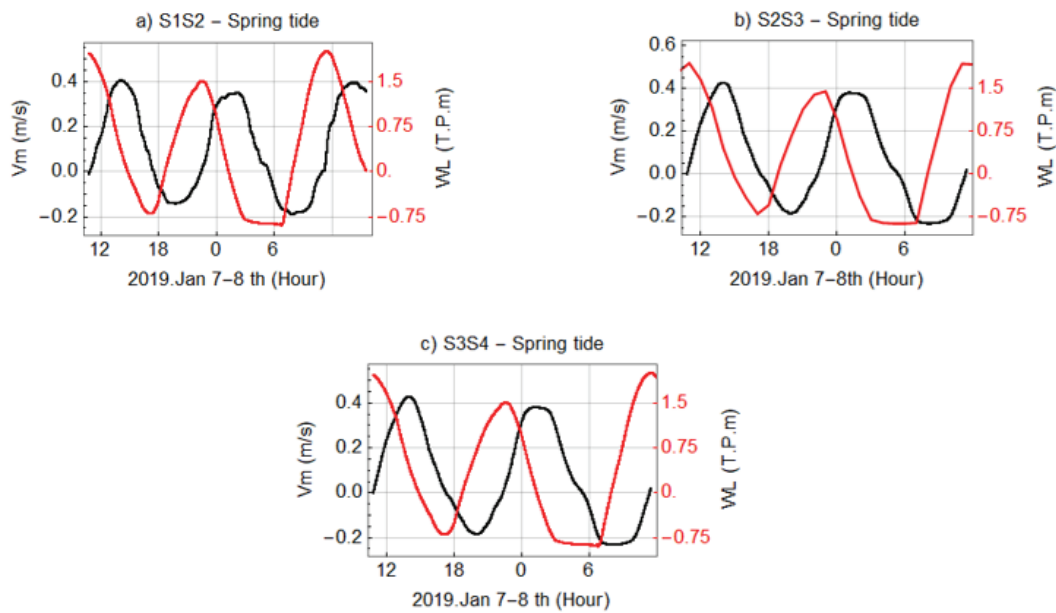 a) S1S2 – Spring tide
0.4
0.2
0.0
−0.2
Vm (m/s)
1.5
0.75
0.
−0.75
WL (T.P.m)
12 18 0 6
2019.Jan 7–8 th (Hour)
b) S2S3 – Spring tide
0.6
0.4
0.2
0.0
−0.2
Vm (m/s)
1.5
0.75
0.
−0.75
WL (T.P.m)
12 18 0 6
2019.Jan 7–8th (Hour)
c) S3S4 – Spring tide
0.4
0.2
0.0
−0.2
Vm (m/s)
1.5
0.75
0.
−0.75
WL (T.P.m)
12 18 0 6
2019.Jan 7–8 th (Hour)